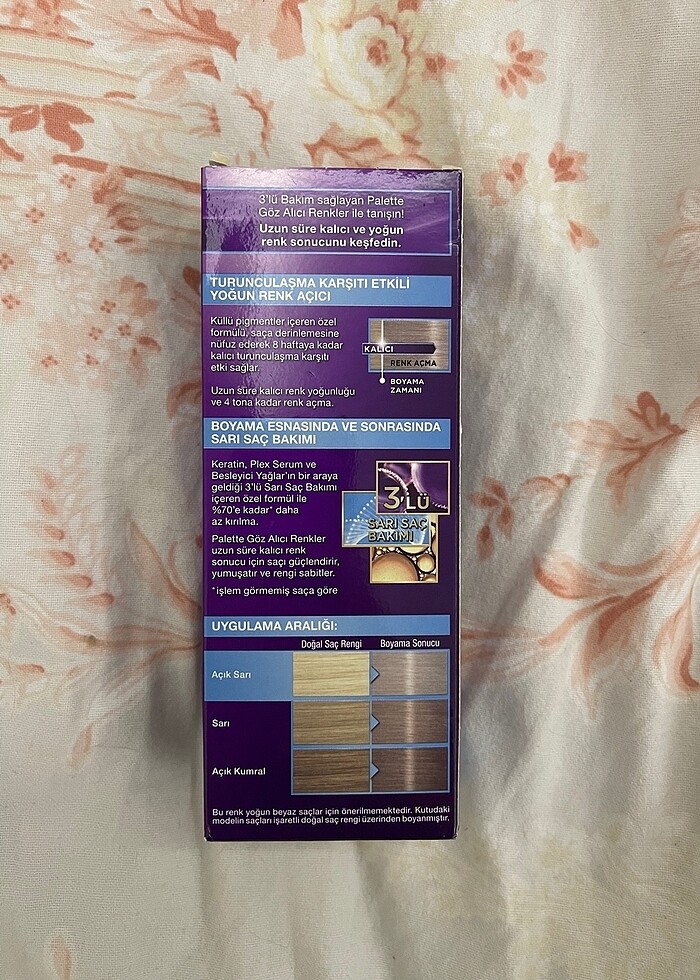 3'lü Bakım sağlayan Palette
Göz Alıcı Renkler ile tanışın!
Uzun süre kalıcı ve yoğun
renk sonucunu keşfedin.
TURUNCULAŞMA KARŞITI ETKİLİ
YOĞUN RENK AÇICI
Küllü pigmentler içeren özel
formülü, saça derinlemesine
nüfuz ederek 8 haftaya kadar
kalıcı turunculaşma karşıtı
etki sağlar.
KALICI
RENK AÇMA
BOYAMA
ZAMANI
Uzun süre kalıcı renk yoğunluğu
ve 4 tona kadar renk açma.
BOYAMA ESNASINDA VE SONRASINDA
SARI SAÇ BAKIMI
Keratin, Plex Serum ve
Besleyici Yağlar'ın bir araya
geldiği 3'lü Sarı Saç Bakımı
içeren özel formül ile
%70'e kadar* daha
az kırılma.
3'LÜ
SARI SAÇ
BAKIMI
Palette Göz Alıcı Renkler
uzun süre kalıcı renk
sonucu için saçı güçlendirir,
yumuşatır ve rengi sabitler.
*işlem görmemiş saça göre
UYGULAMA ARALIĞI:
Doğal Saç Rengi Boyama Sonucu
Açık Sarı
Sarı
Açık Kumral
Bu renk yoğun beyaz saçlar için önerilmemektedir. Kutudaki
modelin saçları işaretli doğal saç rengi üzerinden boyanmıştır.